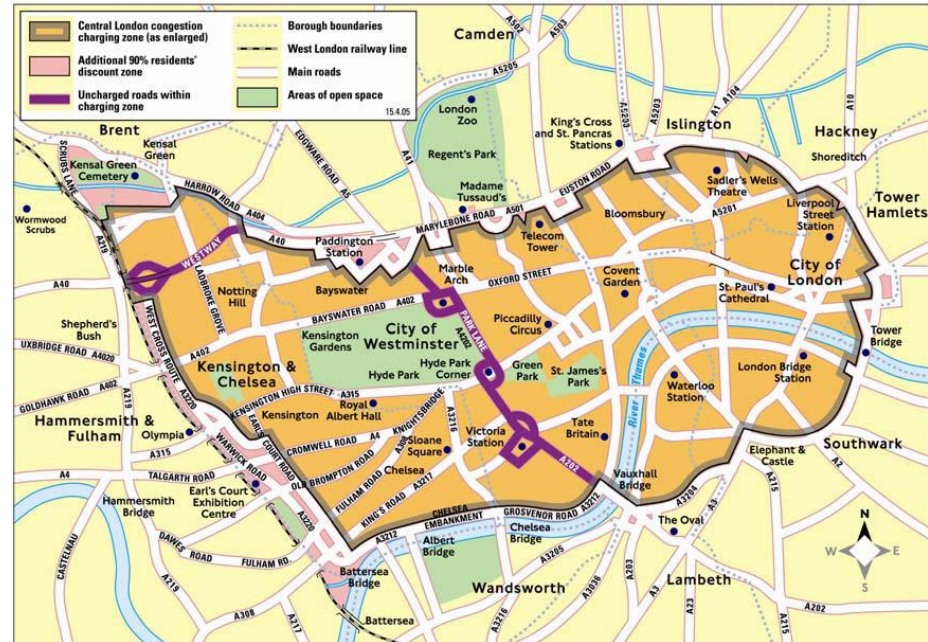 Central London congestion
charging zone (as enlarged)
Additional 90% residents'
discount zone
Uncharged roads within
charging zone
Borough boundaries
West London railway line
Main roads
Areas of open space
15.4.05
Camden
A502
A503
A5205
A5203
A5200
A1
A104
A10
Islington
Hackney
Shoreditch
Tower
Hamlets
London
Zoo
Regent's Park
King's Cross
and St. Pancras
Stations
Brent
Kensal
Green
Kensal Green
Cemetery
SCRUBS LANE
HARROW ROAD
A404
EDGWARE ROAD
A5
A41
Madame
Tussaud's
MARYLEBONE ROAD
A501
EUSTON ROAD
Sadler's Wells
Theatre
Bloomsbury
A5201
Liverpool
Street
Station
Wormwood
Scrubs
A219
WESTWAY
A40
Paddington
Station
Telecom
Tower
City of
London
LADBROKE GROVE
Notting
Hill
Bayswater
Marble
Arch
OXFORD STREET
Covent
Garden
St. Paul's
Cathedral
A40
BAYSWATER ROAD
A402
PARK LANE
A4202
Piccadilly
Circus
Shepherd's
Bush
WEST CROSS ROUTE
A3220
Kensington
Gardens
City of
Westminster
Hyde Park
Hyde Park
Corner
Green
Park
St. James's
Park
River Thames
Tower
Bridge
London Bridge
Station
UXBRIDGE ROAD A4020
A402
Kensington
& Chelsea
GOLDHAWK ROAD
A402
KENSINGTON HIGH STREET
A315
Kensington
Royal
Albert Hall
KNIGHTSBRIDGE
A3216
Waterloo
Station
Hammersmith
& Fulham
A219
Olympia
EARL'S COURT ROAD
CROMWELL ROAD
A4
A308
Sloane
Square
Victoria
Station
Tate
Britain
Southwark
A315
WARWICK ROAD
OLD BROMPTON ROAD
Chelsea
A202
Elephant
& Castle
A2
A4
TALGARTH ROAD
Earl's Court
Exhibition
Centre
FULHAM ROAD
KING'S ROAD
A3217
Vauxhall
Bridge
A215
Hammersmith
Bridge
A3220
CHELSEA
EMBANKMENT
GROSVENOR ROAD
A3212
A3204
A3
CASTELNAU
DAWES ROAD
FULHAM RD
A3212
Albert
Bridge
Chelsea
Bridge
The Oval
A219
Battersea
Bridge
A3205
A203
Wandsworth
A3036
Lambeth
A308
A217
Battersea
A3216
A3
A23
A215
A202
N
W
E
S